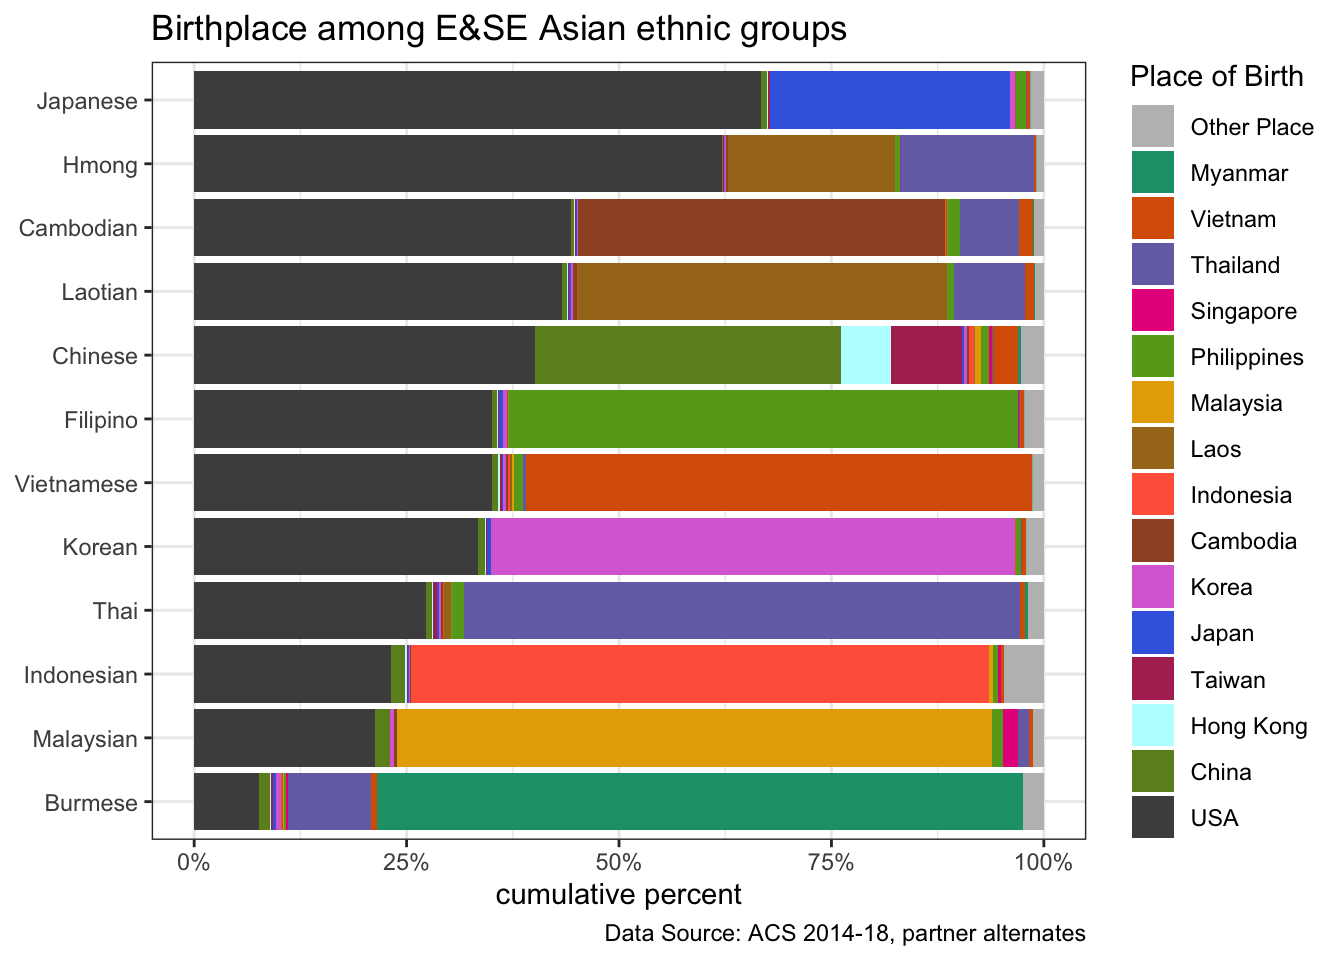 Birthplace among E&SE Asian ethnic groups
Japanese
Hmong
Cambodian
Laotian
Chinese
Filipino
Vietnamese
Korean
Thai
Indonesian
Malaysian
Burmese
0% 25% 50% 75% 100%
cumulative percent
Data Source: ACS 2014-18, partner alternates
Place of Birth
Other Place
Myanmar
Vietnam
Thailand
Singapore
Philippines
Malaysia
Laos
Indonesia
Cambodia
Korea
Japan
Taiwan
Hong Kong
China
USA